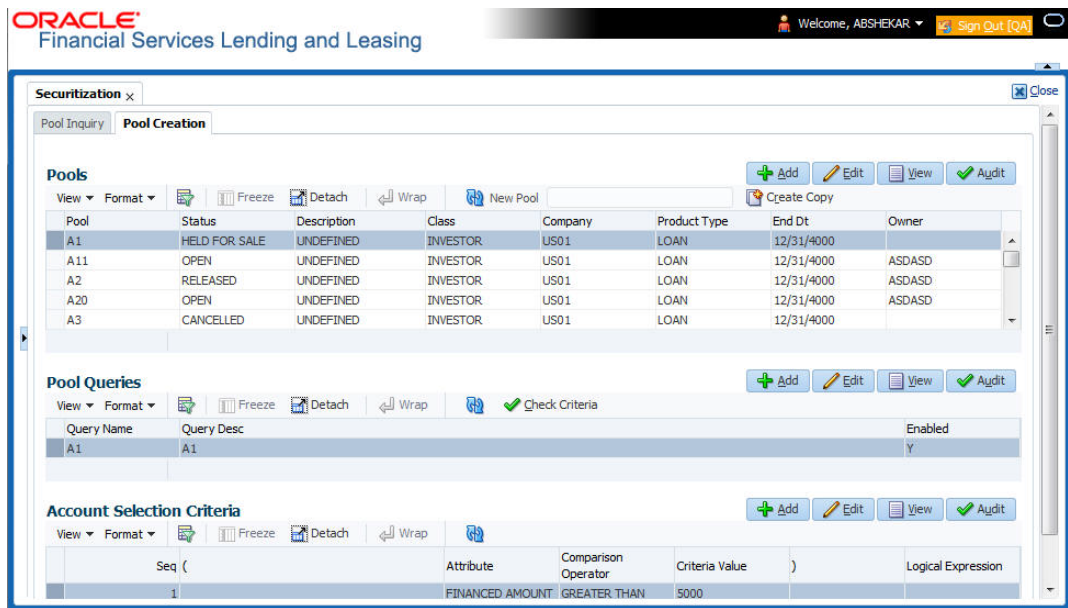 ORACLE®
Financial Services Lending and Leasing
Welcome, ABSHEKAR
Sign Out [QA]
Securitization x
Close
Pool Inquiry Pool Creation
Pools
Add Edit View Audit
View Format Freeze Detach Wrap New Pool Create Copy
Pool Status Description Class Company Product Type End Dt Owner
A1 HELD FOR SALE UNDEFINED INVESTOR US01 LOAN 12/31/4000
A11 OPEN UNDEFINED INVESTOR US01 LOAN 12/31/4000 ASDASD
A2 RELEASED UNDEFINED INVESTOR US01 LOAN 12/31/4000 ASDASD
A20 OPEN UNDEFINED INVESTOR US01 LOAN 12/31/4000 ASDASD
A3 CANCELLED UNDEFINED INVESTOR US01 LOAN 12/31/4000
Pool Queries
Add Edit View Audit
View Format Freeze Detach Wrap Check Criteria
Query Name Query Desc Enabled
A1 A1 Y
Account Selection Criteria
Add Edit View Audit
View Format Freeze Detach Wrap
Seq ( Attribute Comparison Operator Criteria Value ) Logical Expression
1 FINANCED AMOUNT GREATER THAN 5000